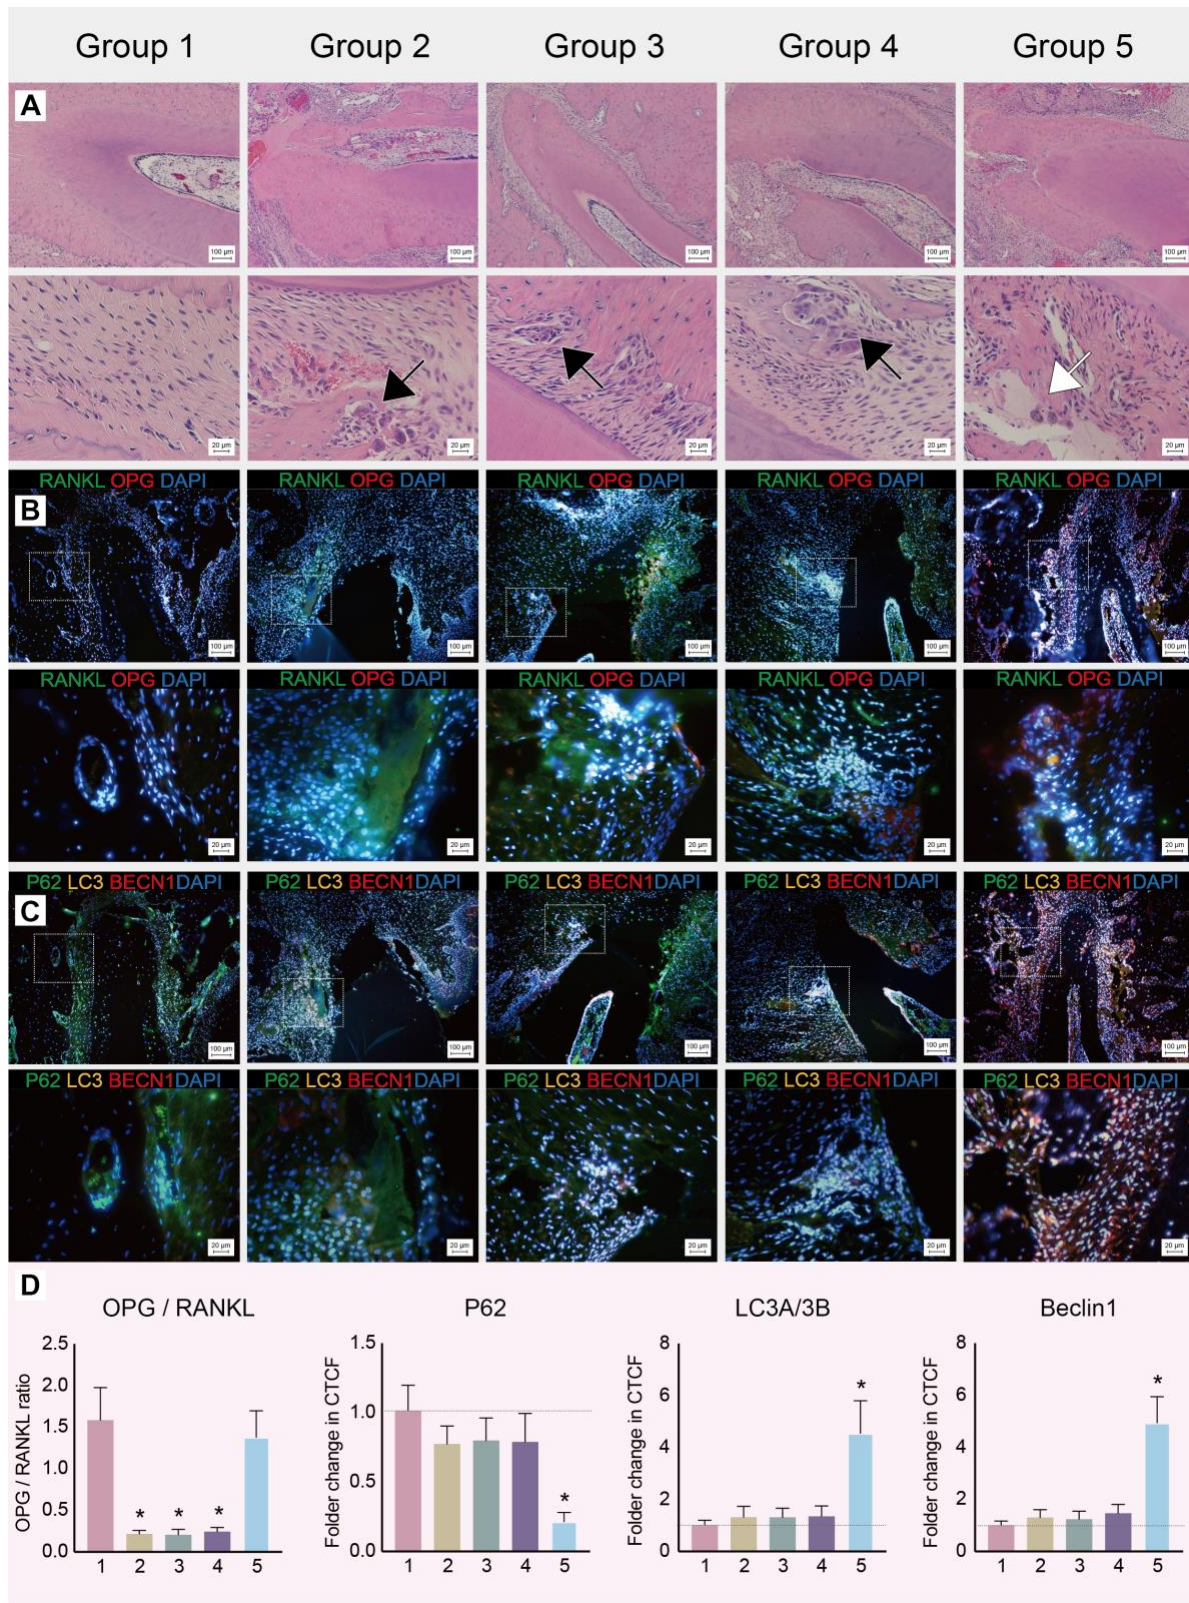 Group 1 Group 2 Group 3 Group 4 Group 5
A
100 µm 100 µm 100 µm 100 µm 100 µm
20 µm 20 µm 20 µm 20 µm 20 µm
RANKL OPG DAPI RANKL OPG DAPI RANKL OPG DAPI RANKL OPG DAPI RANKL OPG DAPI
B
100 µm 100 µm 100 µm 100 µm 100 µm
RANKL OPG DAPI RANKL OPG DAPI RANKL OPG DAPI RANKL OPG DAPI RANKL OPG DAPI
20 µm 20 µm 20 µm 20 µm 20 µm
P62 LC3 BECN1DAPI P62 LC3 BECN1DAPI P62 LC3 BECN1DAPI P62 LC3 BECN1DAPI P62 LC3 BECN1DAPI
C
100 µm 100 µm 100 µm 100 µm 100 µm
P62 LC3 BECN1DAPI P62 LC3 BECN1DAPI P62 LC3 BECN1DAPI P62 LC3 BECN1DAPI P62 LC3 BECN1DAPI
20 µm 20 µm 20 µm 20 µm 20 µm
D
OPG / RANKL
OPG / RANKL ratio
2.5
2.0
1.5
1.0
0.5
0.0
* * *
1 2 3 4 5
P62
Folder change in CTCF
1.5
1.0
0.5
0.0
*
1 2 3 4 5
LC3A/3B
Folder change in CTCF
8
6
4
2
0
*
1 2 3 4 5
Beclin1
Folder change in CTCF
8
6
4
2
0
*
1 2 3 4 5